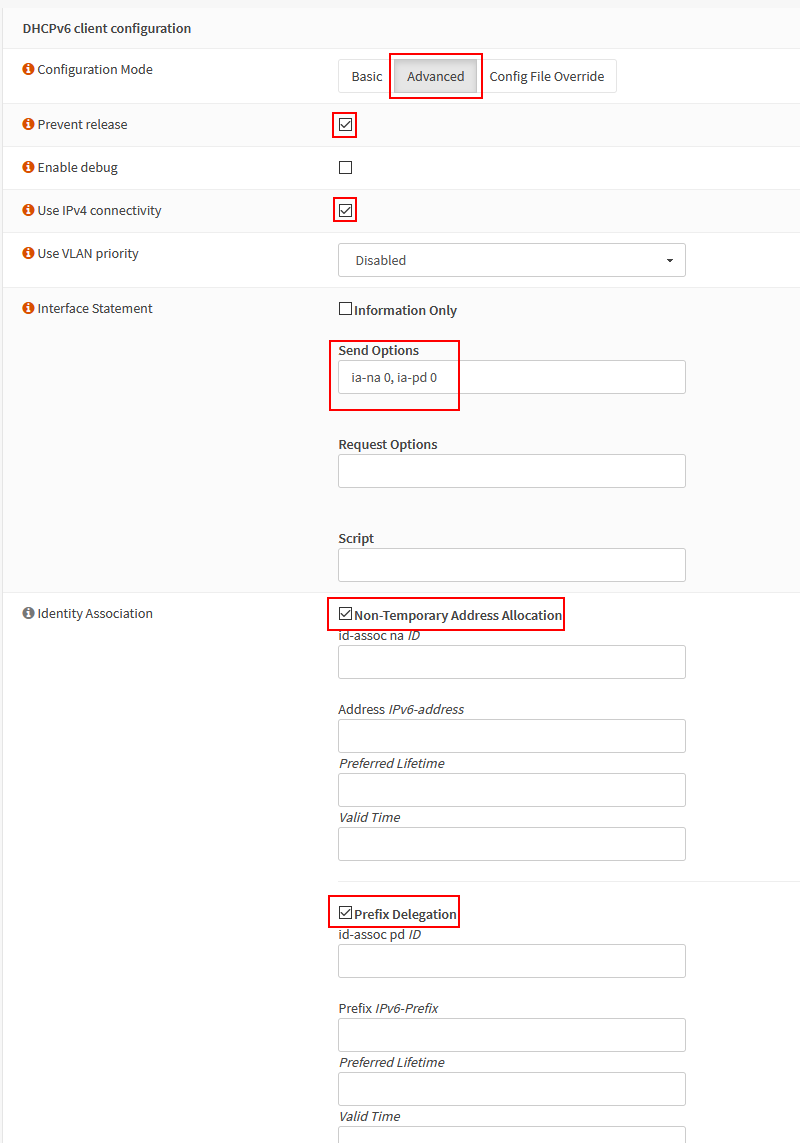 DHCPv6 client configuration
Configuration Mode
Basic Advanced Config File Override
Prevent release
Enable debug
Use IPv4 connectivity
Use VLAN priority
Disabled
Interface Statement
Information Only
Send Options
ia-na 0, ia-pd 0
Request Options
Script
Identity Association
Non-Temporary Address Allocation
id-assoc na ID
Address IPv6-address
Preferred Lifetime
Valid Time
Prefix Delegation
id-assoc pd ID
Prefix IPv6-Prefix
Preferred Lifetime
Valid Time